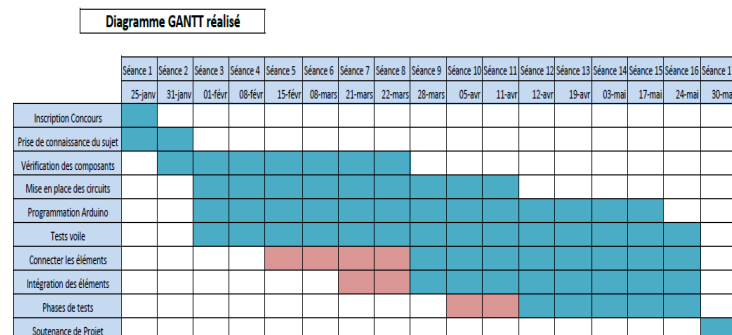 Diagramme GANTT réalisé
Séance 1 Séance 2 Séance 3 Séance 4 Séance 5 Séance 6 Séance 7 Séance 8 Séance 9 Séance 10 Séance 11 Séance 12 Séance 13 Séance 14 Séance 15 Séance 16 Séance 1
25-janv 31-janv 01-févr 08-févr 15-févr 08-mars 21-mars 22-mars 28-mars 05-avr 11-avr 12-avr 19-avr 03-mai 17-mai 24-mai 30-ma
Inscription Concours
Prise de connaissance du sujet
Vérification des composants
Mise en place des circuits
Programmation Arduino
Tests voile
Connecter les éléments
Intégration des éléments
Phases de tests
Soutenance de Projet